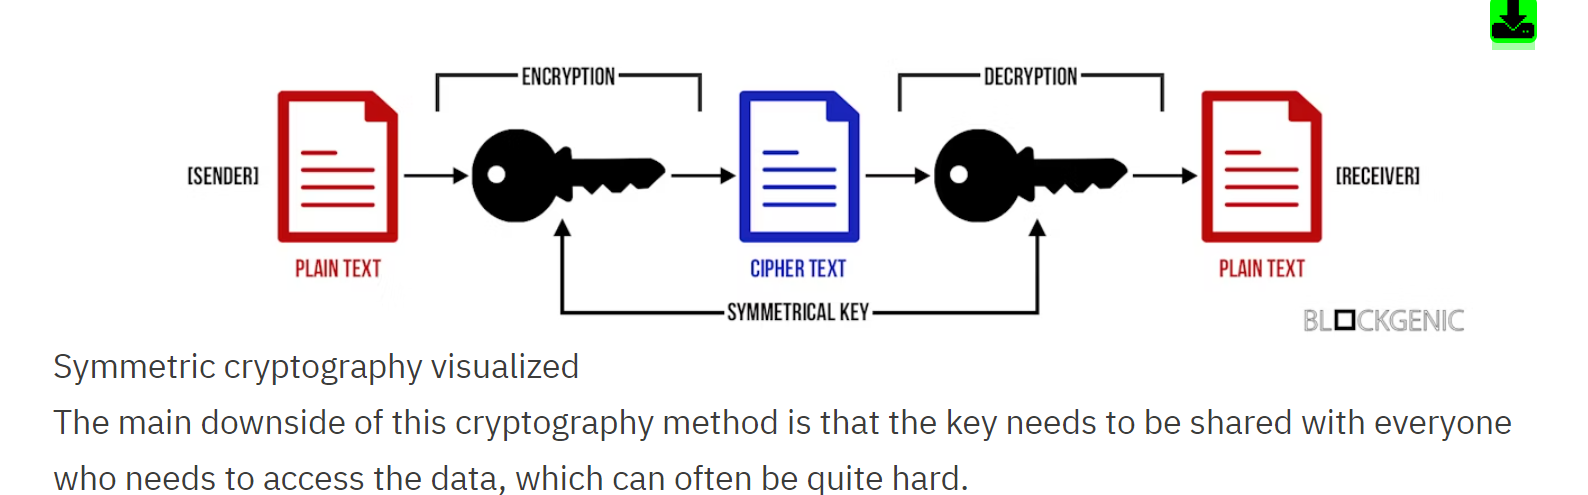 ENCRYPTION
DECRYPTION
[SENDER]
[RECEIVER]
PLAIN TEXT
CIPHER TEXT
PLAIN TEXT
SYMMETRICAL KEY
BLOCKGENIC
Symmetric cryptography visualized
The main downside of this cryptography method is that the key needs to be shared with everyone
who needs to access the data, which can often be quite hard.